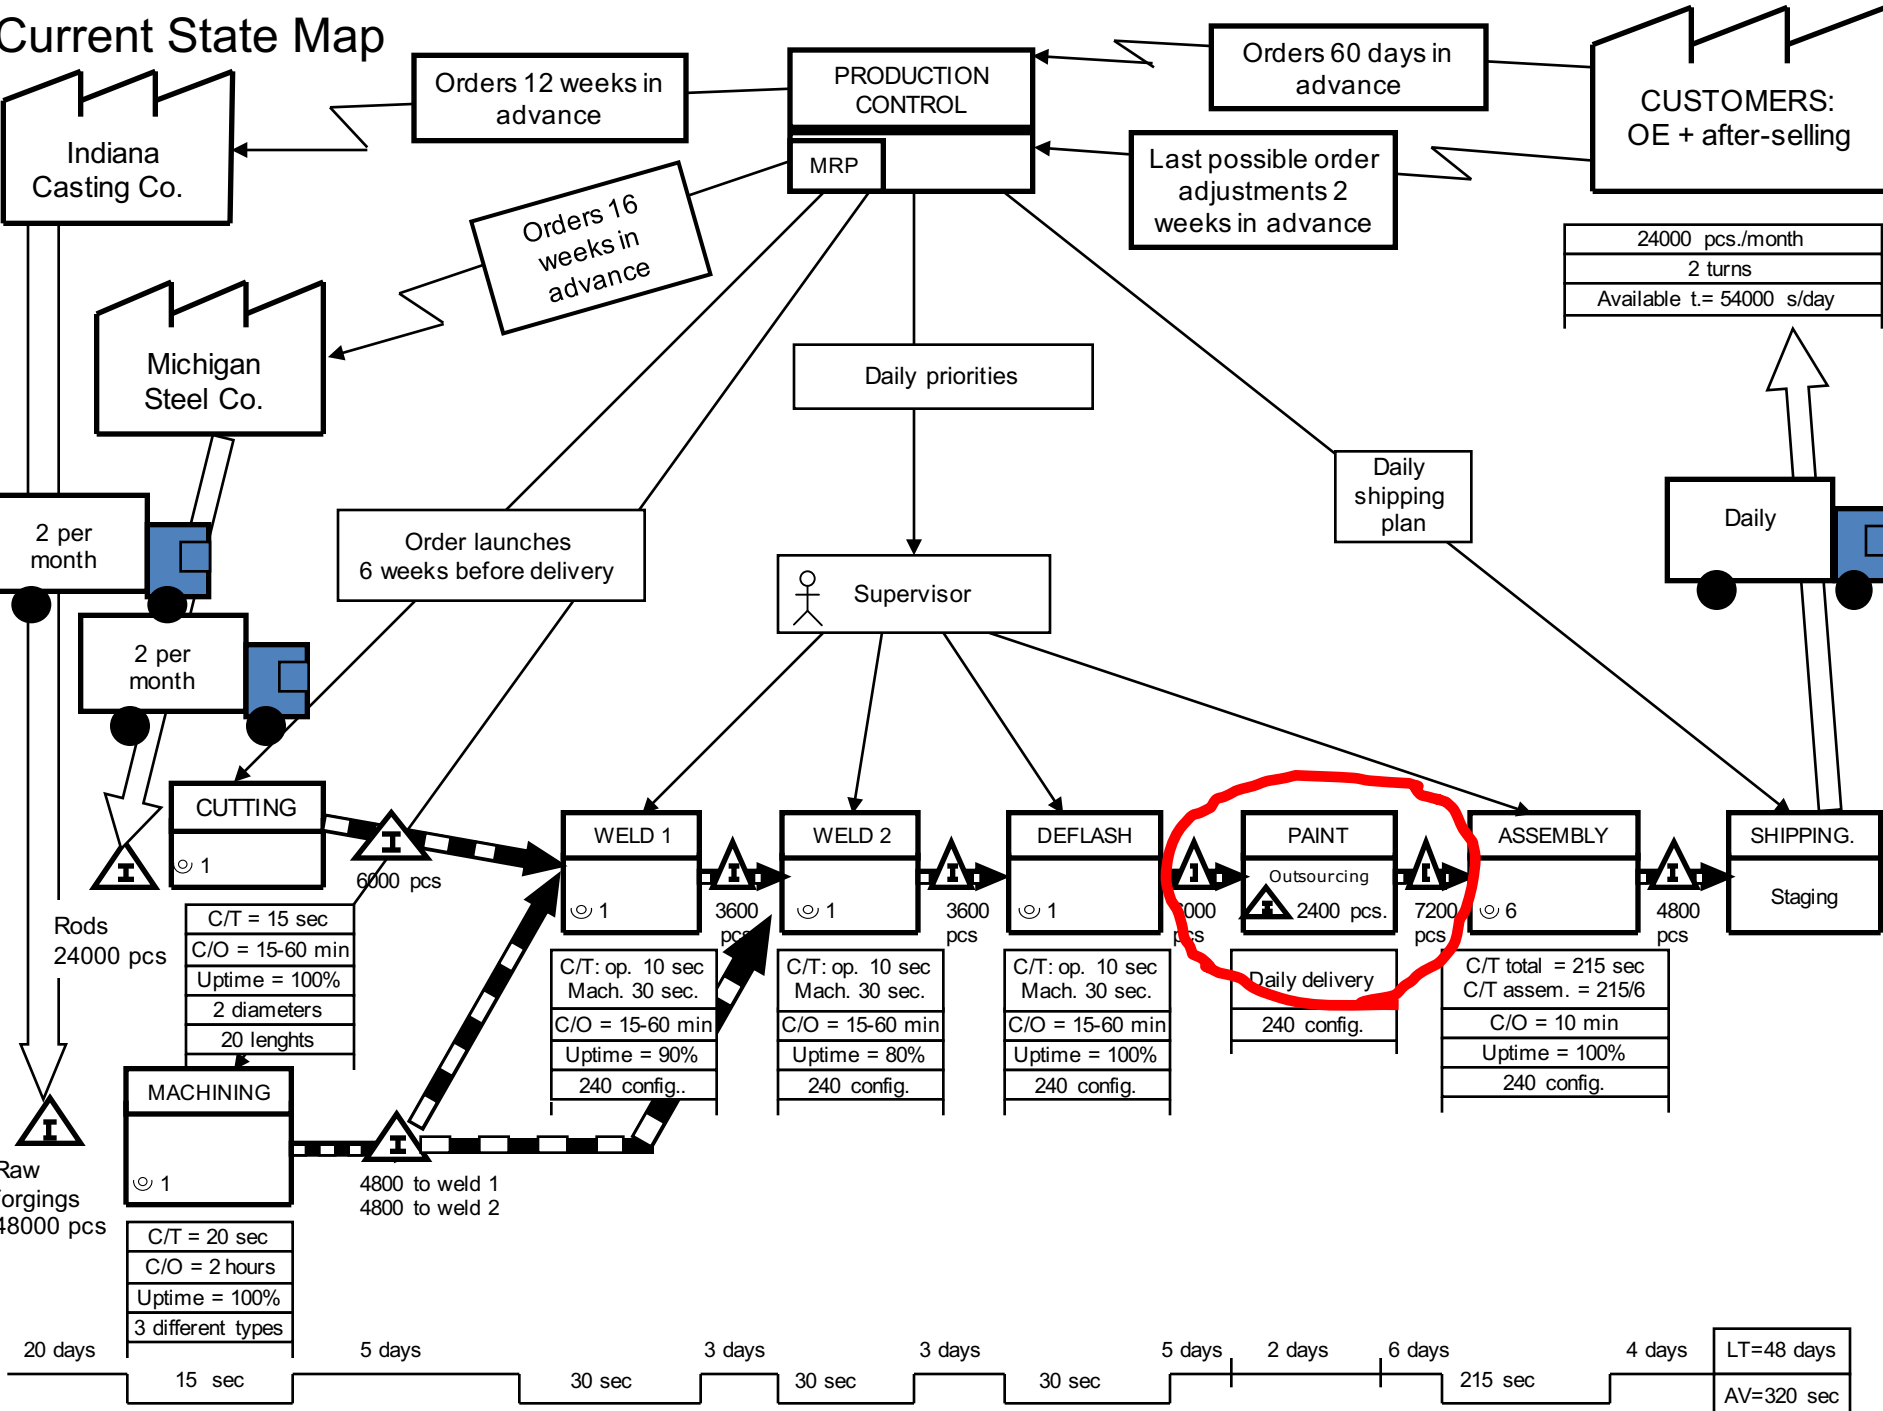 Current State Map
Indiana
Casting Co.
Orders 12 weeks in
advance
PRODUCTION
CONTROL
MRP
Orders 60 days in
advance
Last possible order
adjustments 2
weeks in advance
CUSTOMERS:
OE + after-selling
24000 pcs./month
2 turns
Available t.= 54000 s/day
Orders 16
weeks in
advance
Michigan
Steel Co.
Daily priorities
Daily
shipping
plan
Daily
2 per
month
2 per
month
Order launches
6 weeks before delivery
Supervisor
CUTTING
1
6000 pcs
Rods
24000 pcs
C/T = 15 sec
C/O = 15-60 min
Uptime = 100%
2 diameters
20 lenghts
WELD 1
1
3600
pcs
C/T: op. 10 sec
Mach. 30 sec.
C/O = 15-60 min
Uptime = 90%
240 config..
WELD 2
1
3600
pcs
C/T: op. 10 sec
Mach. 30 sec.
C/O = 15-60 min
Uptime = 80%
240 config.
DEFLASH
1
pcs
C/T: op. 10 sec
Mach. 30 sec.
C/O = 15-60 min
Uptime = 100%
240 config.
PAINT
Outsourcing
2400 pcs.
7200
pcs
Daily delivery
240 config.
ASSEMBLY
6
4800
pcs
C/T total = 215 sec
C/T assem. = 215/6
C/O = 10 min
Uptime = 100%
240 config.
SHIPPING.
Staging
MACHINING
1
4800 to weld 1
4800 to weld 2
Raw
forgings
48000 pcs
C/T = 20 sec
C/O = 2 hours
Uptime = 100%
3 different types
20 days
15 sec
5 days
30 sec
3 days
30 sec
3 days
30 sec
5 days
2 days
6 days
215 sec
4 days
LT=48 days
AV=320 sec